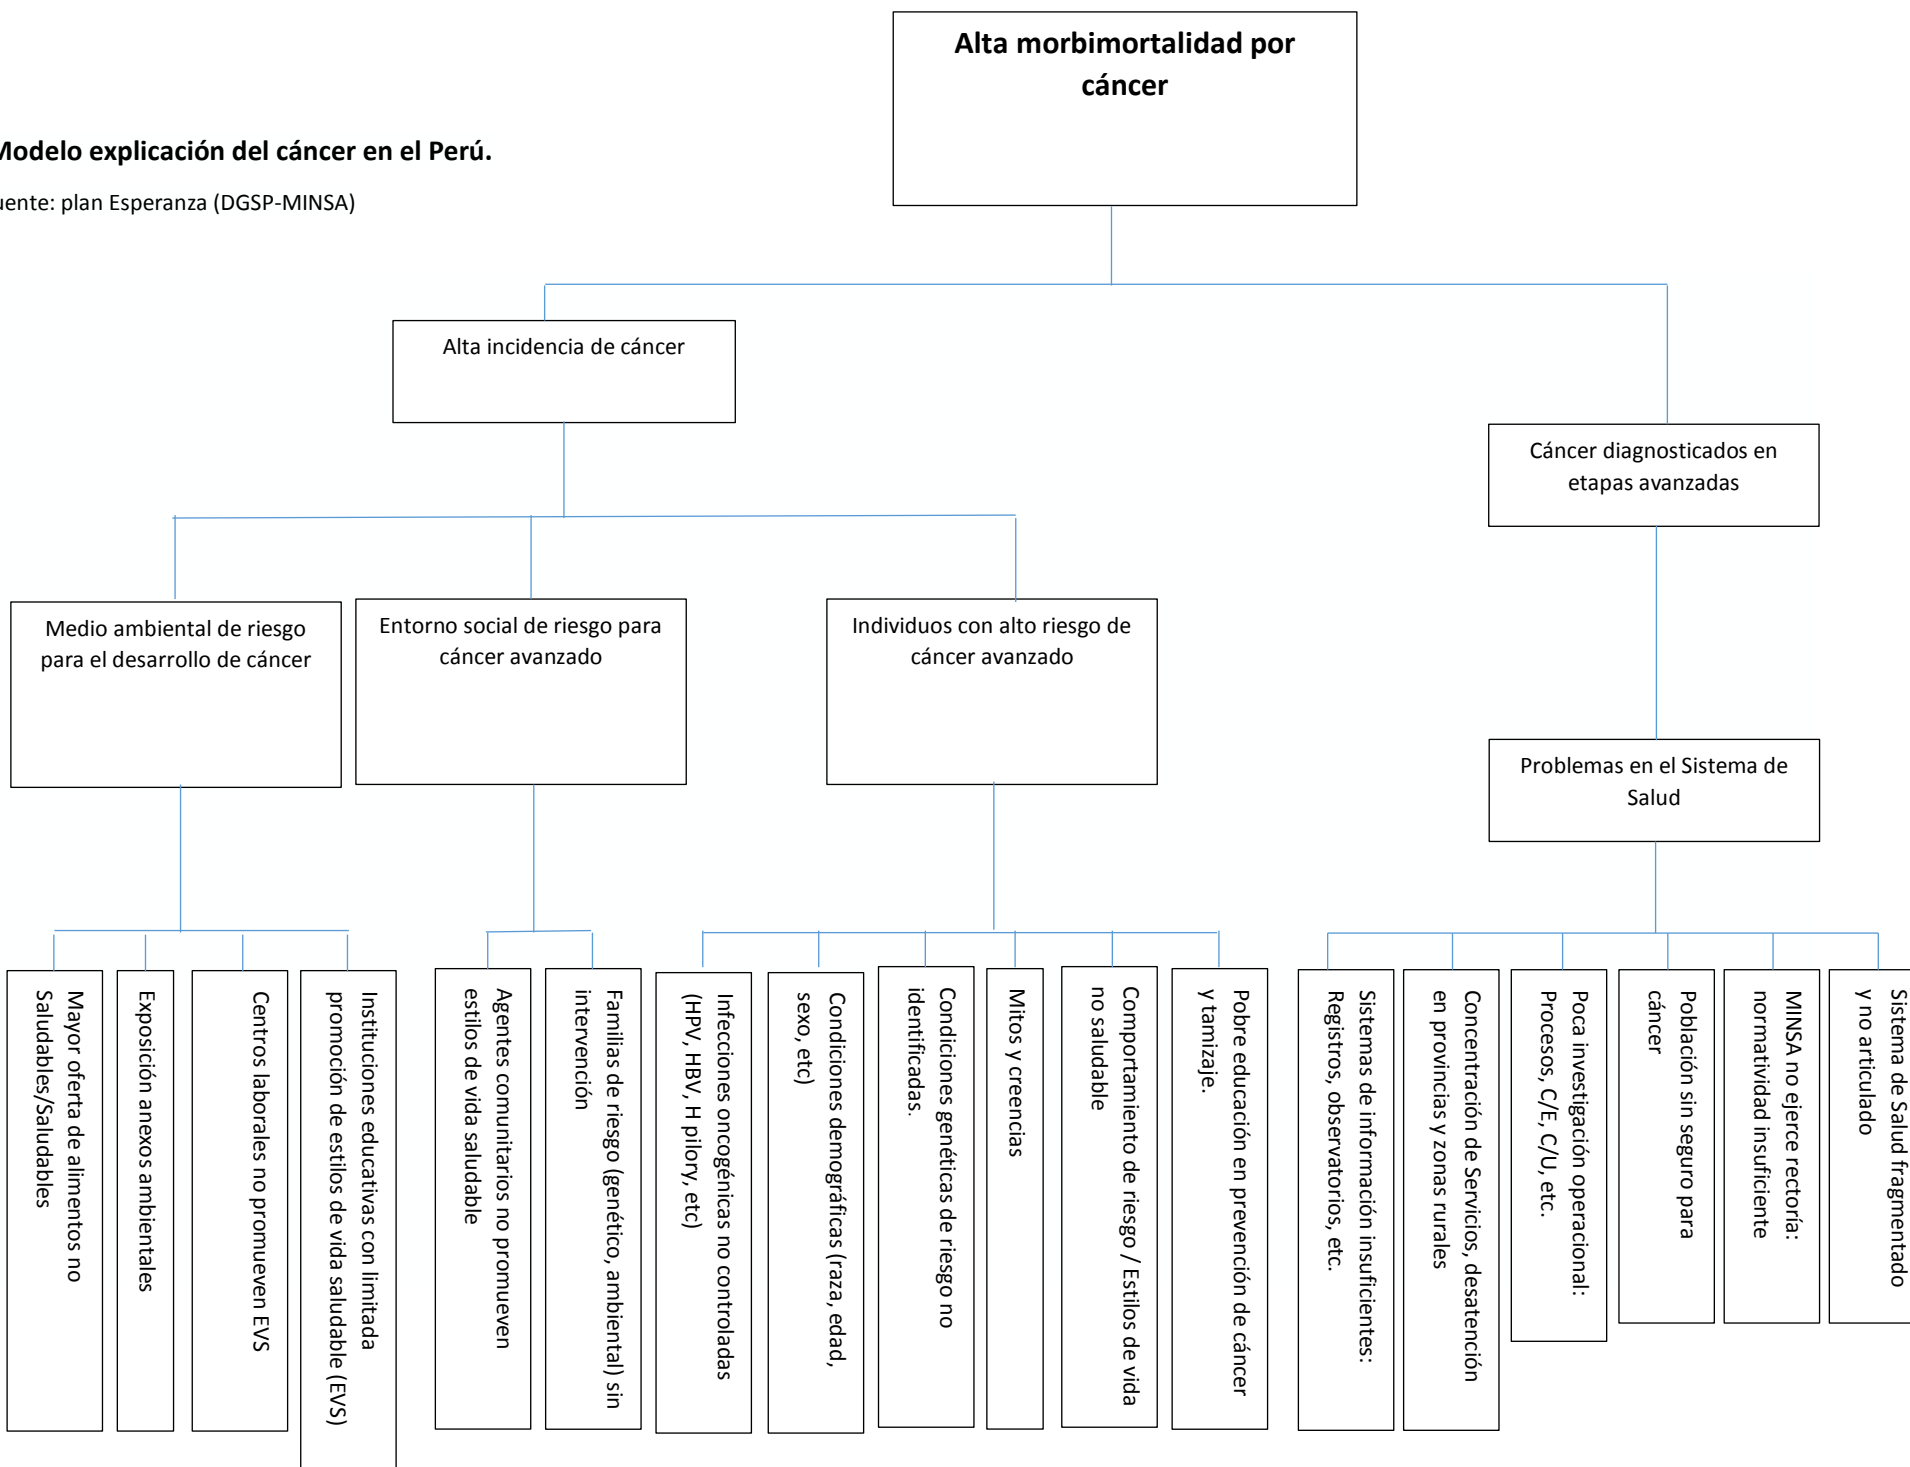 Alta morbimortalidad por
cáncer
Modelo explicación del cáncer en el Perú.
uente: plan Esperanza (DGSP-MINSA)
Alta incidencia de cáncer
Cáncer diagnosticados en
etapas avanzadas
Medio ambiental de riesgo
para el desarrollo de cáncer
Entorno social de riesgo para
cáncer avanzado
Individuos con alto riesgo de
cáncer avanzado
Problemas en el Sistema de
Salud
Mayor oferta de alimentos no
Saludables/Saludables
Exposición anexos ambientales
Centros laborales no promueven EVS
Instituciones educativas con limitada
promoción de estilos de vida saludable (EVS)
Agentes comunitarios no promueven
estilos de vida saludable
Familias de riesgo (genético, ambiental) sin
intervención
Infecciones oncogénicas no controladas
(HPV, HBV, H pilory, etc)
Condiciones demográficas (raza, edad,
sexo, etc)
Condiciones genéticas de riesgo no
identificadas.
Mitos y creencias
Comportamiento de riesgo / Estilos de vida
no saludable
Pobre educación en prevención de cáncer
y tamizaje.
Sistemas de información insuficientes:
Registros, observatorios, etc.
Concentración de Servicios, desatención
en provincias y zonas rurales
Poca investigación operacional:
Procesos, C/E, C/U, etc.
Población sin seguro para
cáncer
MINSA no ejerce rectoría:
normatividad insuficiente
Sistema de Salud fragmentado
y no articulado